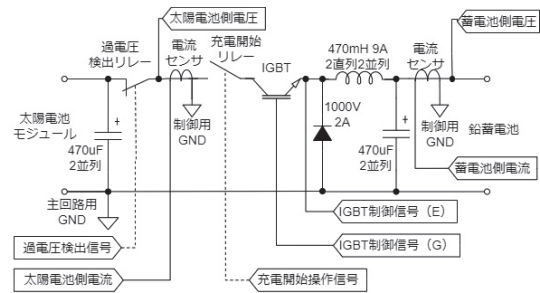 太陽電池側電圧
蓄電池側電圧
過電圧
検出リレー
電流
センサ
充電開始
リレー
IGBT
470mH 9A
2直列2並列
電流
センサ
+
太陽電池
モジュール
470uF
2並列
制御用
GND
1000V
2A
+
470uF
2並列
制御用
GND
鉛蓄電池
蓄電池側電流
主回路用
GND
IGBT制御信号（E）
過電圧検出信号
IGBT制御信号（G）
太陽電池側電流
充電開始操作信号